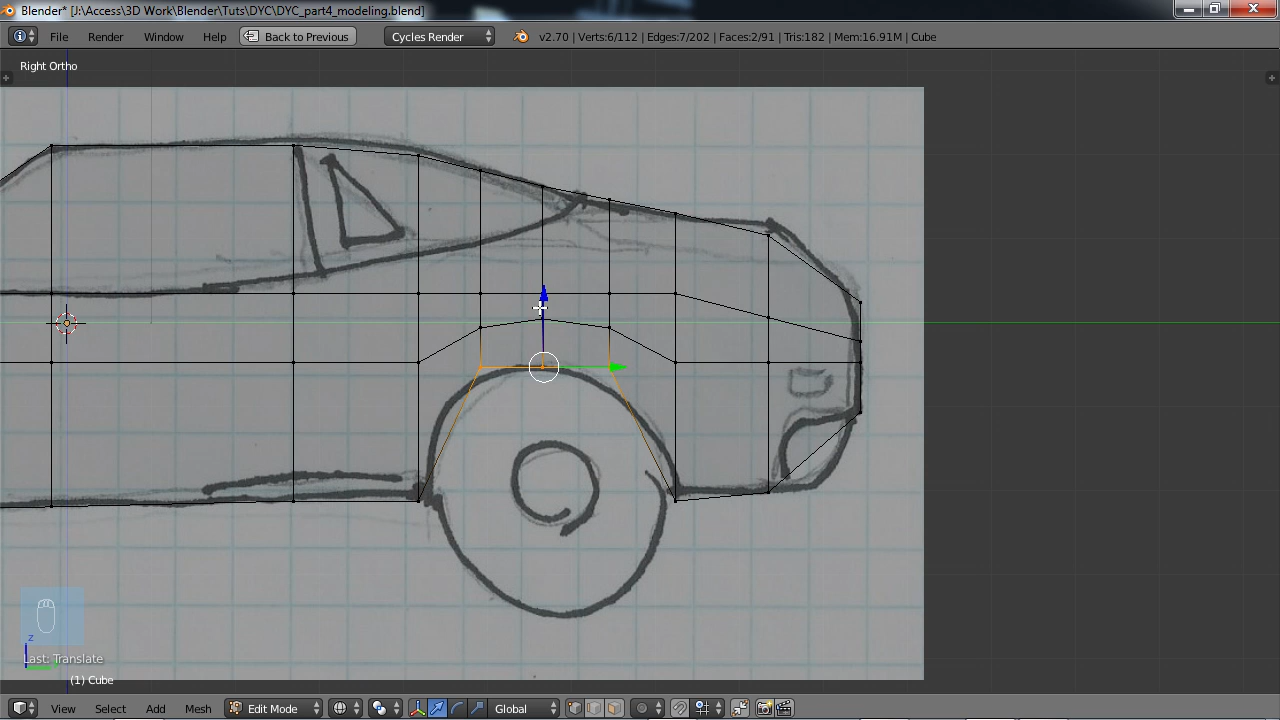 Blender* [J:\Access\3D Work\Blender\Tuts\DYC\DYC_part4_modeling.blend]
File Render Window Help Back to Previous Cycles Render v2.70 | Verts:6/112 | Edges:7/202 | Faces:2/91 | Tris:182 | Mem:16.91M | Cube
Right Ortho
z
Last: Translate
(1) Cube
View Select Add Mesh Edit Mode Global